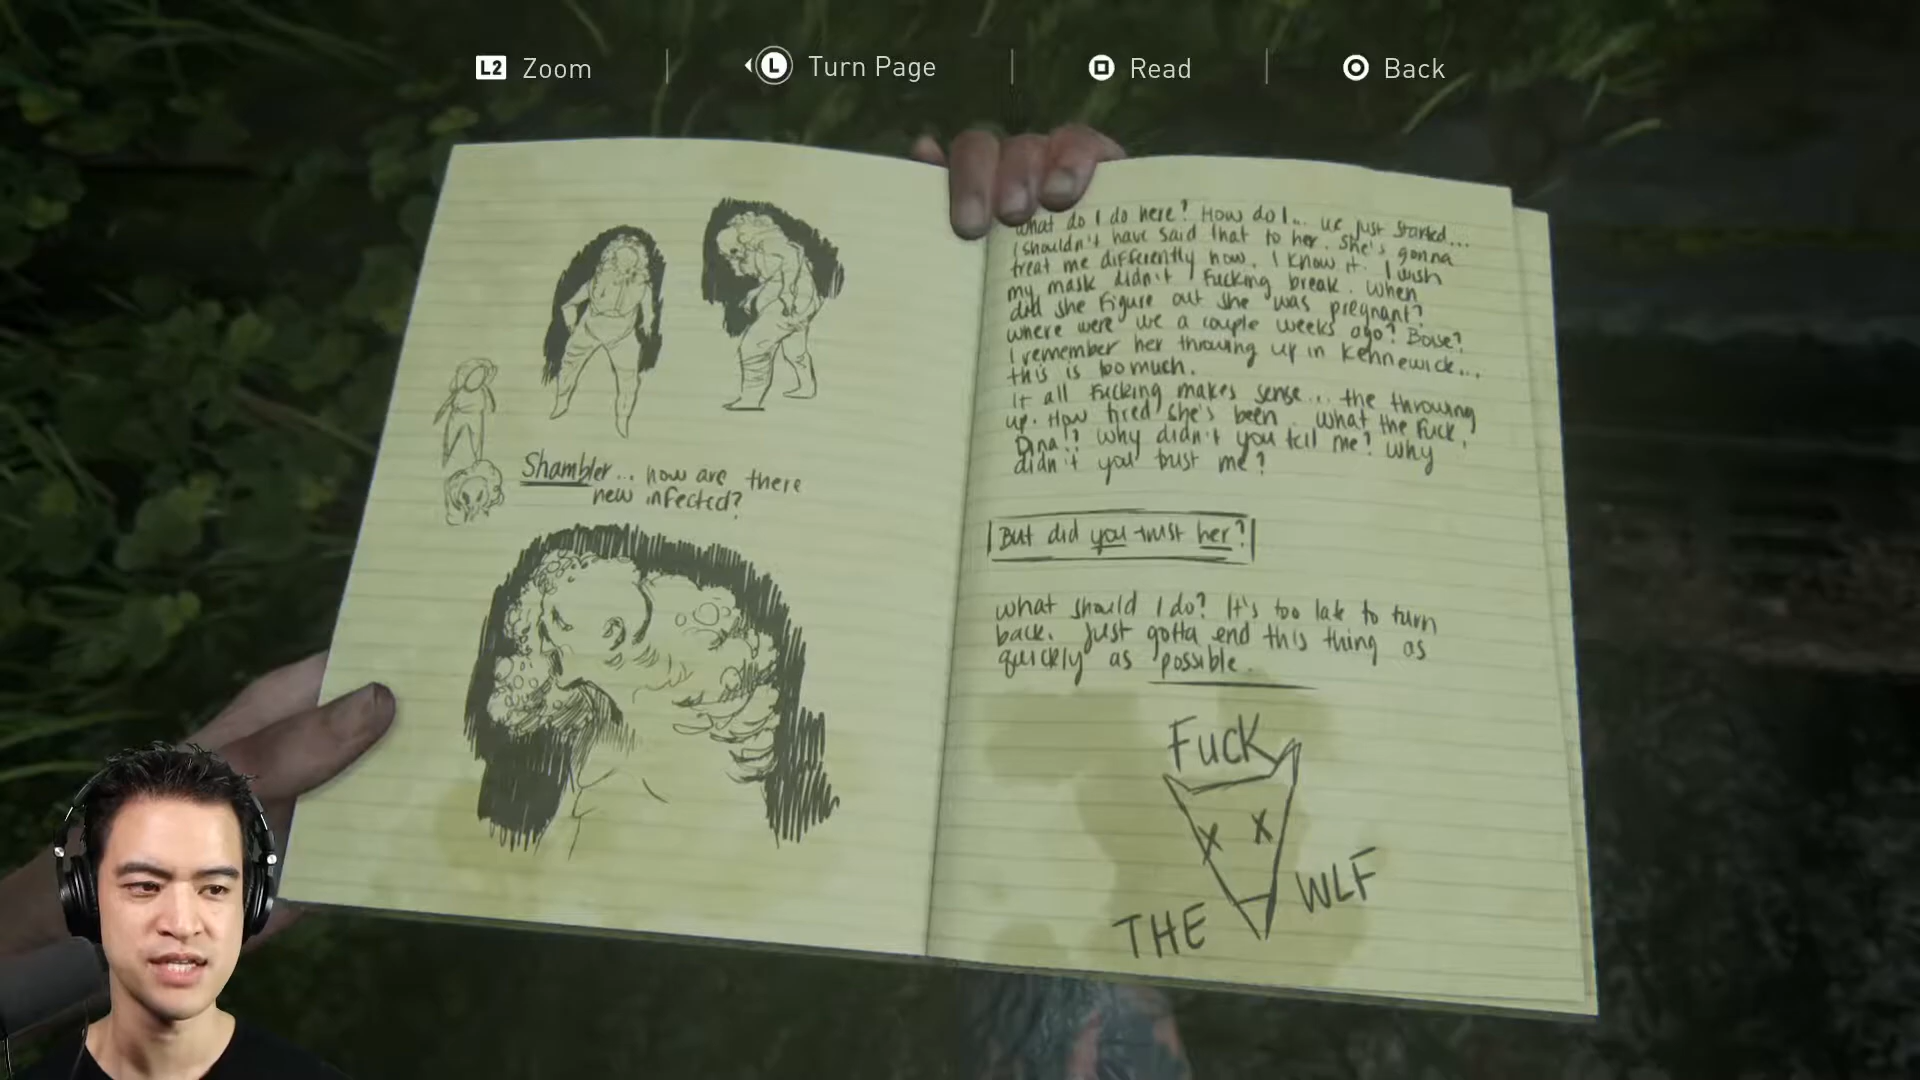 L2 Zoom
L Turn Page
Read
Back
Shambler... how are there
new infected?
What do I do here? How do I... we just started...
I shouldn't have said that to her. She's gonna
treat me differently now. I know it. I wish
my mask didn't fucking break. When
did she figure out she was pregnant?
where were we a couple weeks ago? Boise?
I remember her throwing up in Kennewick...
this is too much.
It all fucking makes sense... the throwing
up. How tired she's been. What the fuck,
Dina!? Why didn't you tell me? Why
didn't you trust me?
But did you trust her?
what should I do? It's too late to turn
back. Just gotta end this thing as
quickly as possible.
Fuck
THE WLF